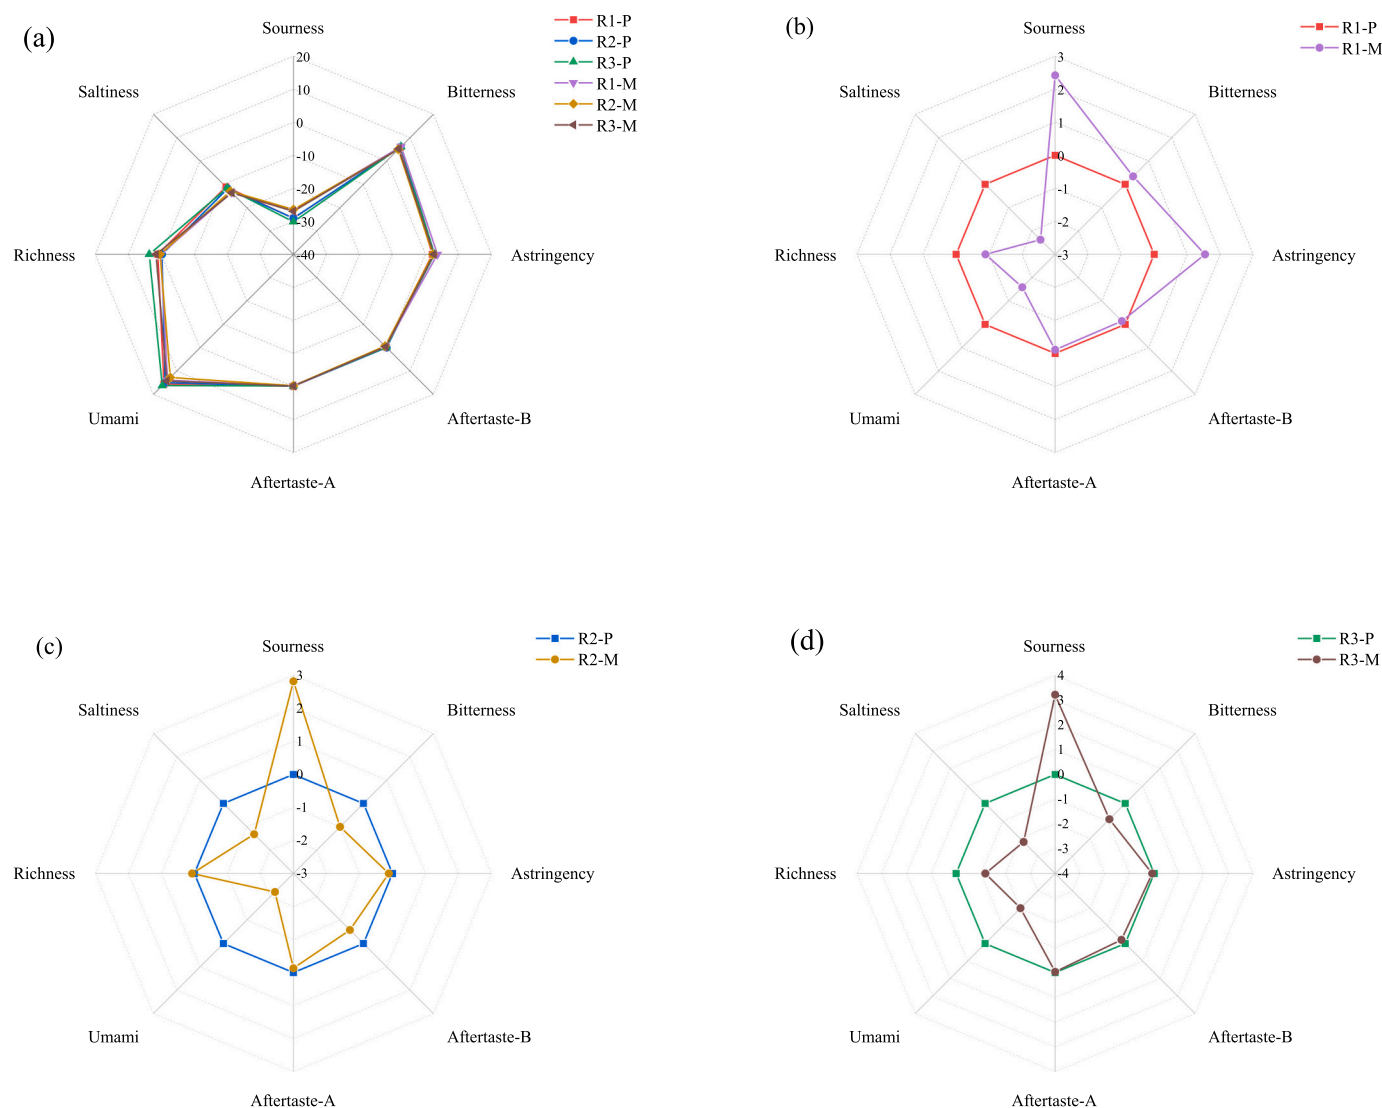 (a)
Sourness
R1-P
R2-P
R3-P
R1-M
R2-M
R3-M
Saltiness
Bitterness
20
10
0
-10
-20
-30
-40
Richness
Astringency
Umami
Aftertaste-B
Aftertaste-A
(b)
Sourness
R1-P
R1-M
Saltiness
Bitterness
3
2
1
0
-1
-2
-3
Richness
Astringency
Umami
Aftertaste-B
Aftertaste-A
(c)
Sourness
R2-P
R2-M
Saltiness
Bitterness
3
2
1
0
-1
-2
-3
Richness
Astringency
Umami
Aftertaste-B
Aftertaste-A
(d)
Sourness
R3-P
R3-M
Saltiness
Bitterness
4
3
2
1
0
-1
-2
-3
-4
Richness
Astringency
Umami
Aftertaste-B
Aftertaste-A